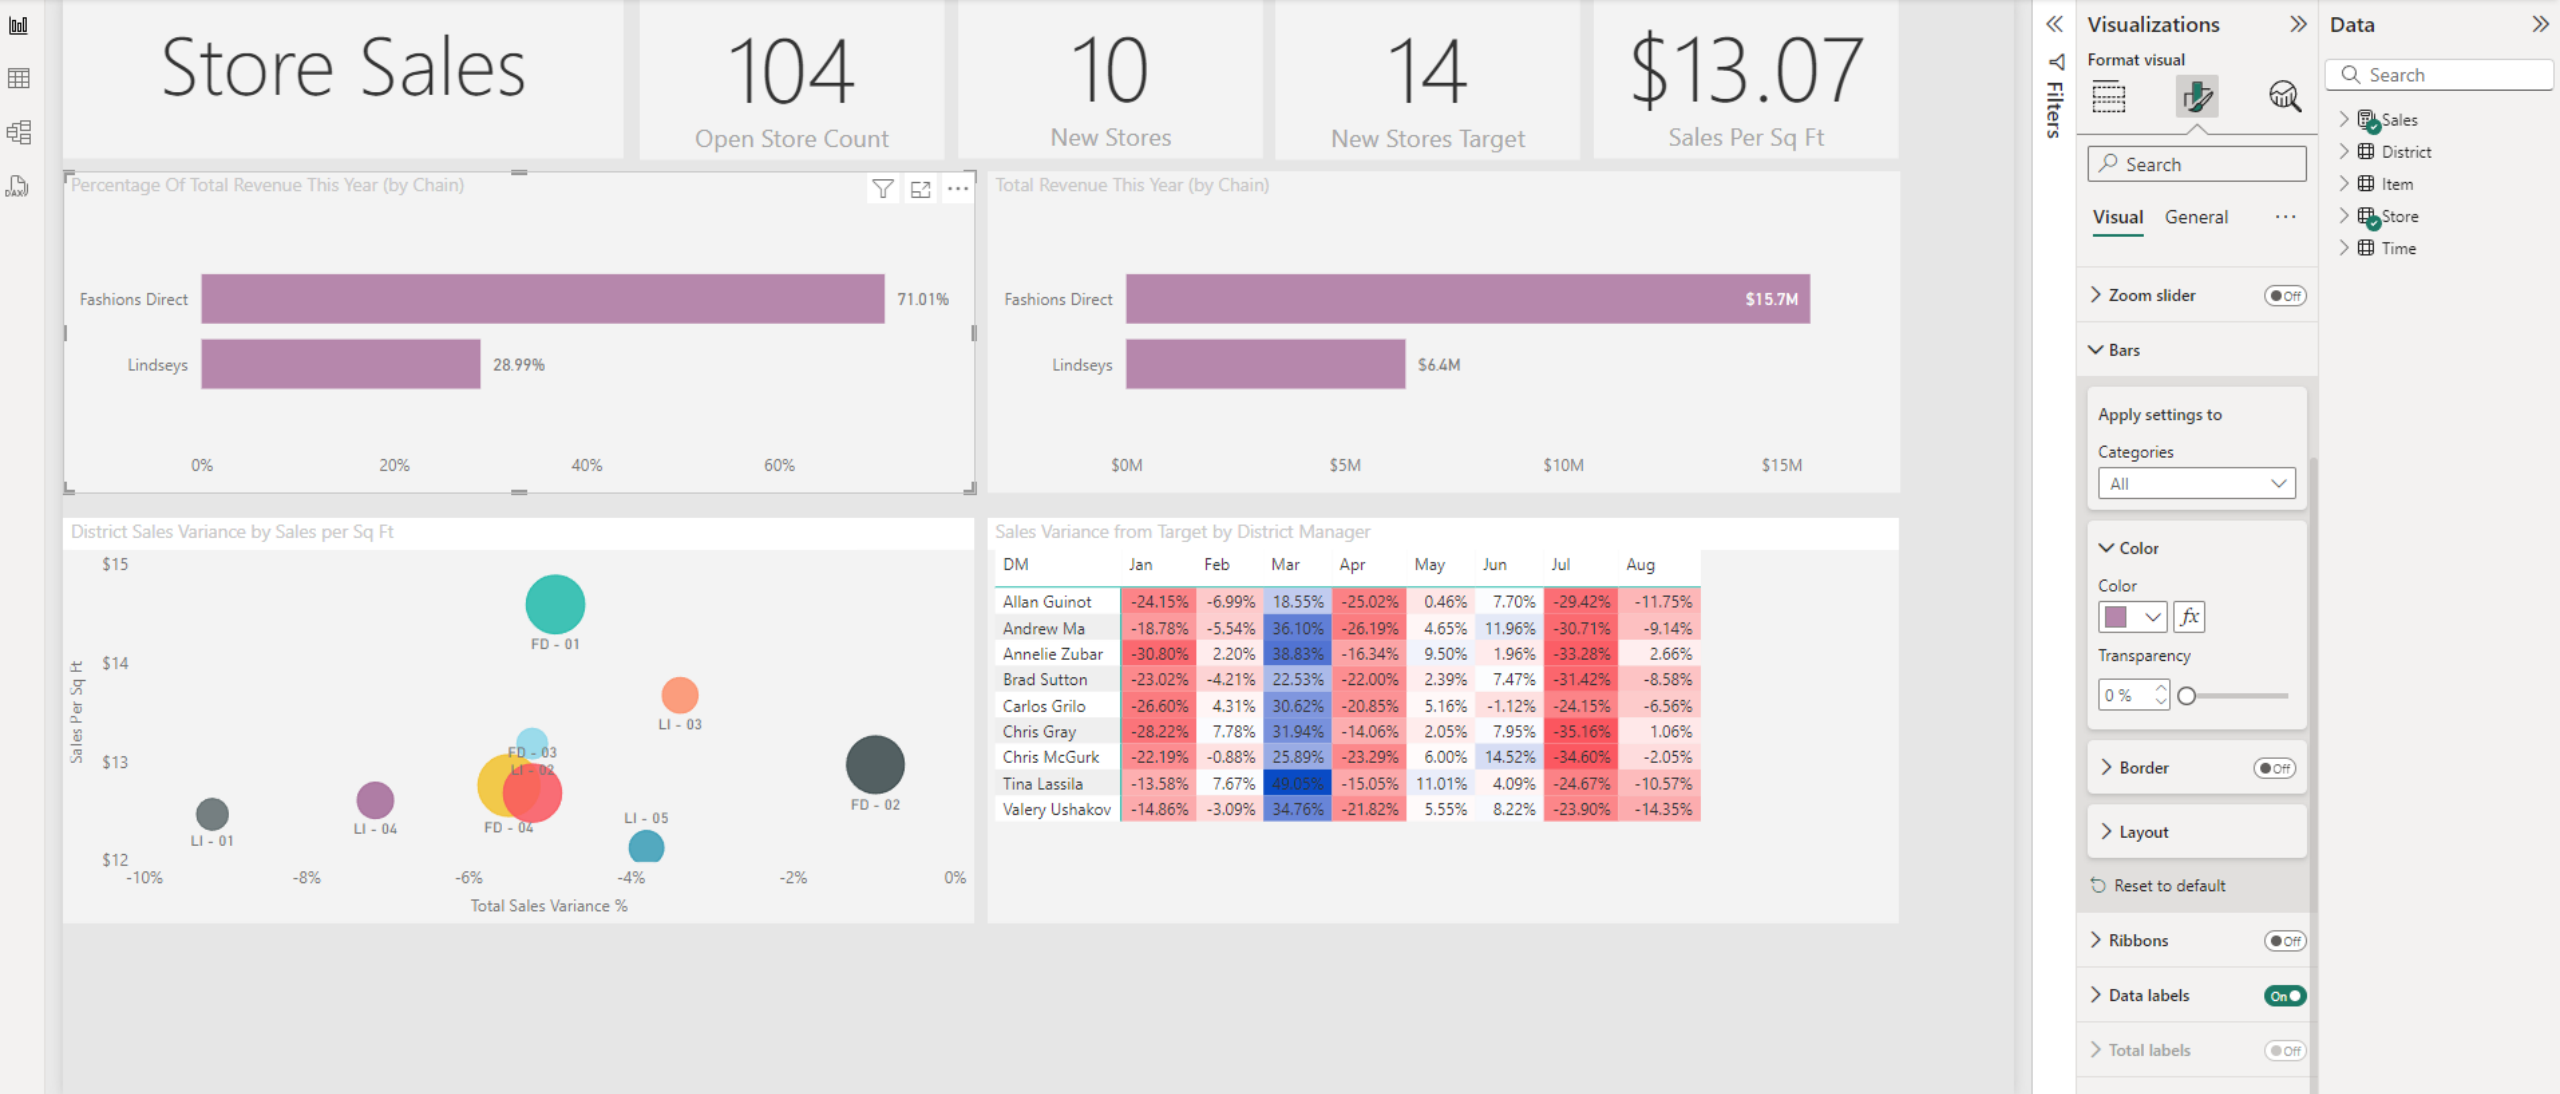 Store Sales
104
Open Store Count
10
New Stores
14
New Stores Target
$13.07
Sales Per Sq Ft
Percentage Of Total Revenue This Year (by Chain)
Fashions Direct
71.01%
Lindseys
28.99%
0% 20% 40% 60%
Total Revenue This Year (by Chain)
Fashions Direct
$15.7M
Lindseys
$6.4M
$0M $5M $10M $15M
District Sales Variance by Sales per Sq Ft
Sales Per Sq Ft
$15
$14
$13
$12
FD - 01
LI - 03
FD - 03
LI - 02
FD - 02
LI - 04
FD - 04
LI - 05
LI - 01
-10% -8% -6% -4% -2% 0%
Total Sales Variance %
Sales Variance from Target by District Manager
DM Jan Feb Mar Apr May Jun Jul Aug
Allan Guinot -24.15% -6.99% 18.55% -25.02% 0.46% 7.70% -29.42% -11.75%
Andrew Ma -18.78% -5.54% 36.10% -26.19% 4.65% 11.96% -30.71% -9.14%
Annelie Zubar -30.80% 2.20% 38.83% -16.34% 9.50% 1.96% -33.28% 2.66%
Brad Sutton -23.02% -4.21% 22.53% -22.00% 2.39% 7.47% -31.42% -8.58%
Carlos Grilo -26.60% 4.31% 30.62% -20.85% 5.16% -1.12% -24.15% -6.56%
Chris Gray -28.22% 7.78% 31.94% -14.06% 2.05% 7.95% -35.16% 1.06%
Chris McGurk -22.19% -0.88% 25.89% -23.29% 6.00% 14.52% -34.60% -2.05%
Tina Lassila -13.58% 7.67% 49.05% -15.05% 11.01% 4.09% -24.67% -10.57%
Valery Ushakov -14.86% -3.09% 34.76% -21.82% 5.55% 8.22% -23.90% -14.35%
DAX
Filters
Visualizations
Format visual
Search
Visual General
Zoom slider Off
Bars
Apply settings to
Categories
All
Color
Color
fx
Transparency
0 %
Border Off
Layout
Reset to default
Ribbons Off
Data labels On
Total labels Off
Data
Search
Sales
District
Item
Store
Time